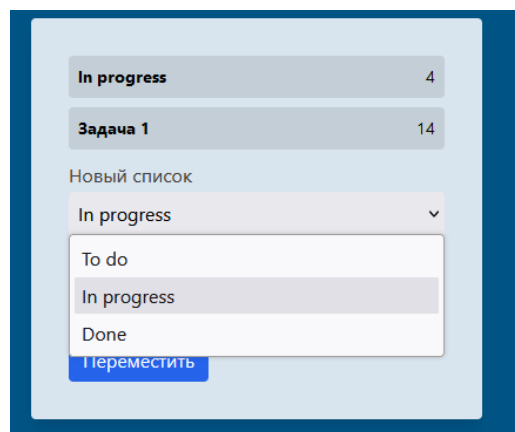 In progress 4
Задача 1 14
Новый список
In progress
To do
In progress
Done
Переместить